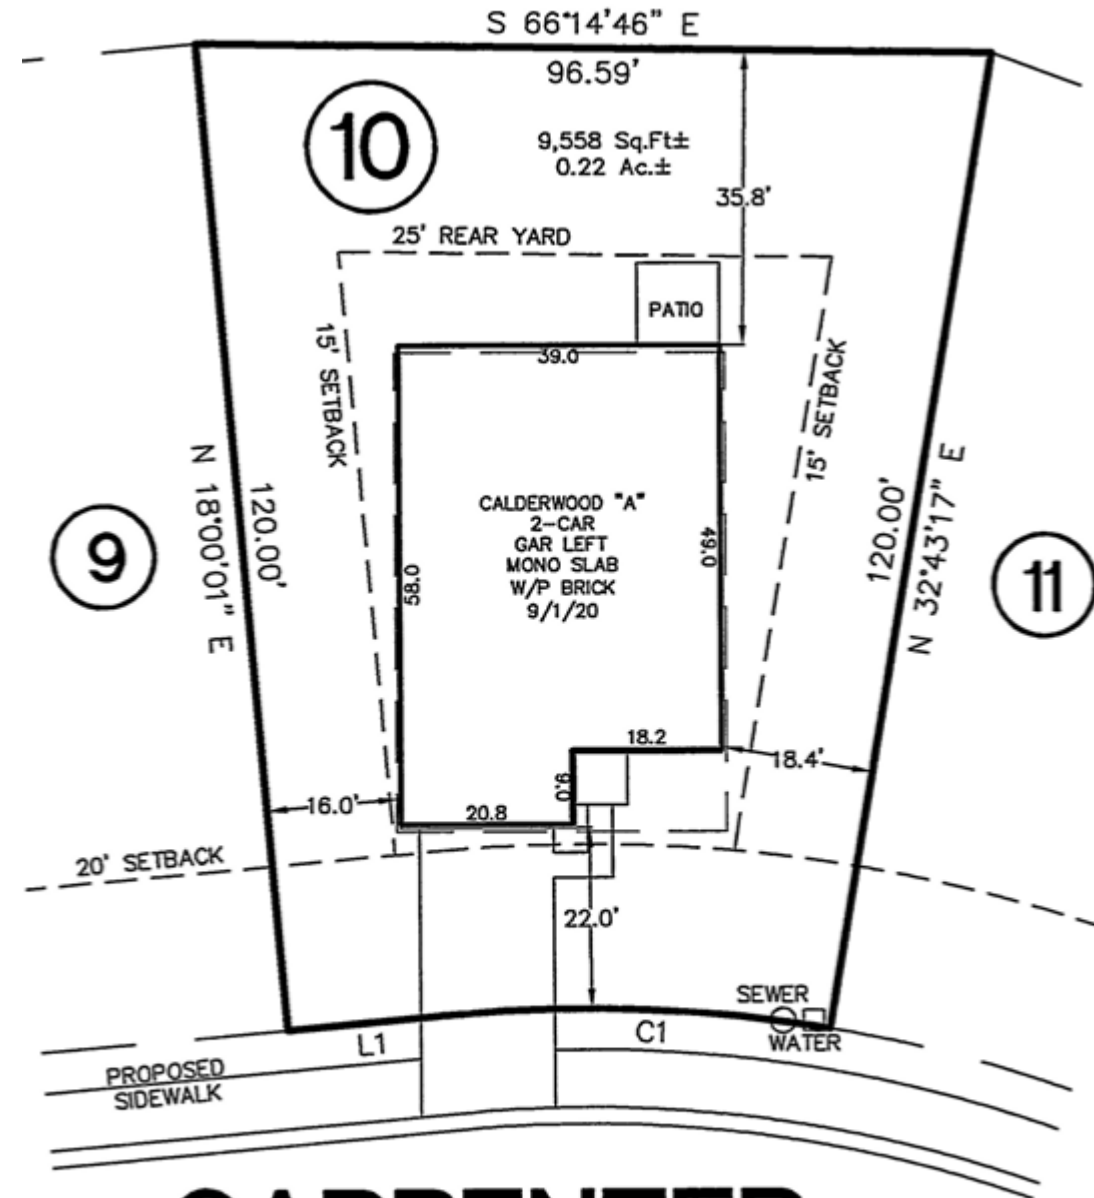 S 66°14'46" E
96.59'
10
9,558 Sq.Ft±
0.22 Ac.±
35.8'
25' REAR YARD
PATIO
15' SETBACK
39.0
15' SETBACK
N 18°00'01" E
120.00'
CALDERWOOD "A"
2-CAR
GAR LEFT
MONO SLAB
W/P BRICK
9/1/20
58.0
49.0
120.00'
N 32°43'17" E
9
11
18.2
18.4'
9.0
16.0'
20.8
20' SETBACK
22.0'
SEWER
L1
C1
WATER
PROPOSED
SIDEWALK
CARPENTER